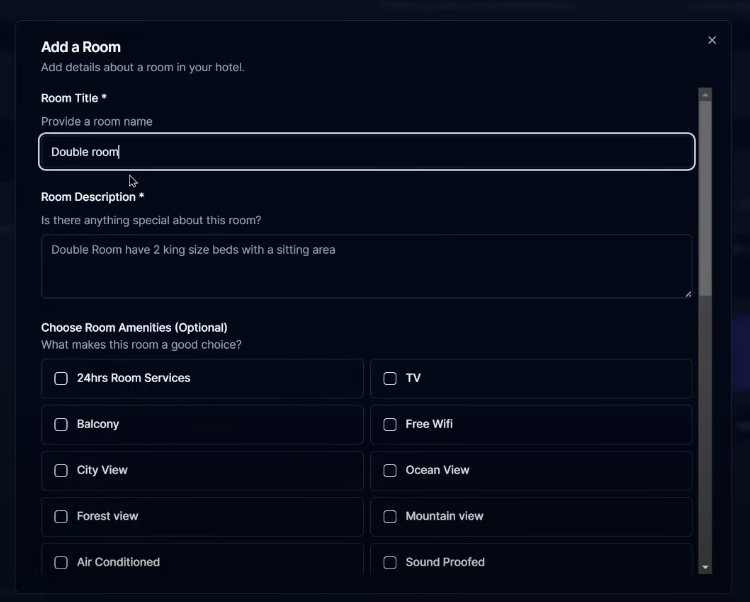 Add a Room
Add details about a room in your hotel.
Room Title *
Provide a room name
Double room
Room Description *
Is there anything special about this room?
Double Room have 2 king size beds with a sitting area
Choose Room Amenities (Optional)
What makes this room a good choice?
24hrs Room Services
TV
Balcony
Free Wifi
City View
Ocean View
Forest view
Mountain view
Air Conditioned
Sound Proofed